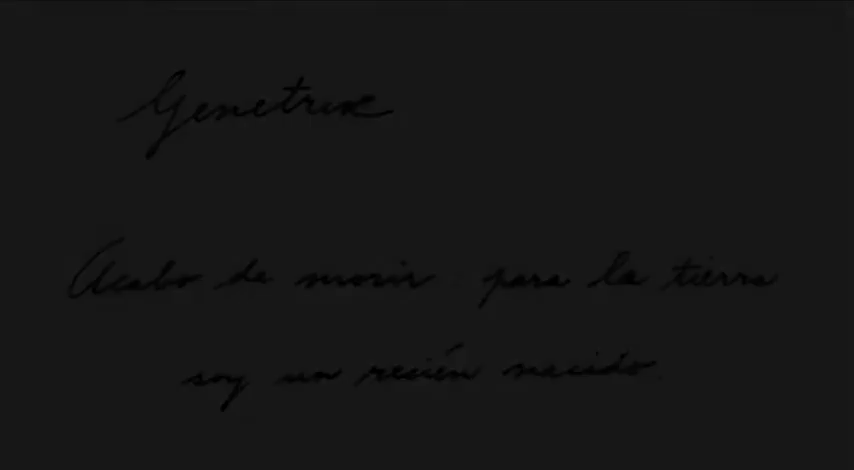 Genetrix
Acabo de morir: para la tierra
soy un recién nacido.